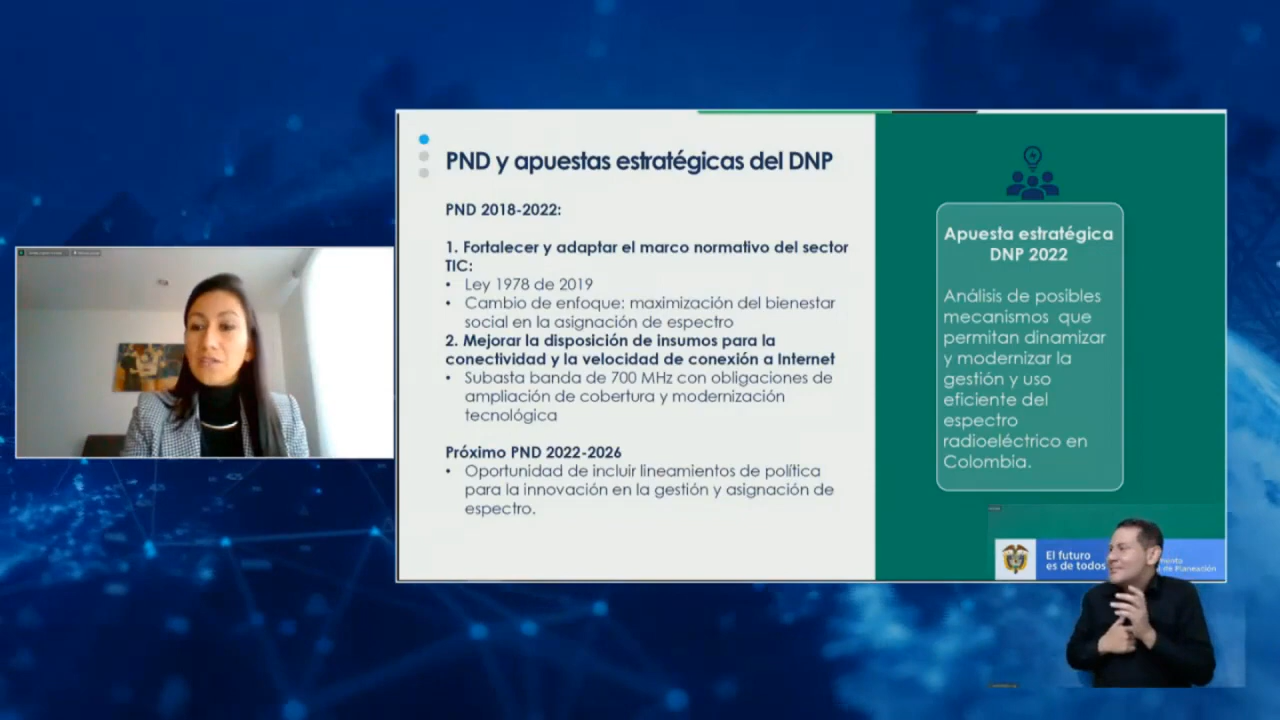 PND y apuestas estratégicas del DNP
PND 2018-2022:
1. Fortalecer y adaptar el marco normativo del sector
TIC:
• Ley 1978 de 2019
• Cambio de enfoque: maximización del bienestar
social en la asignación de espectro
2. Mejorar la disposición de insumos para la
conectividad y la velocidad de conexión a Internet
• Subasta banda de 700 MHz con obligaciones de
ampliación de cobertura y modernización
tecnológica
Próximo PND 2022-2026
• Oportunidad de incluír lineamientos de política
para la innovación en la gestión y asignación de
espectro.
Apuesta estratégica
DNP 2022
Análisis de posibles
mecanismos que
permitan dinamizar
y modernizar la
gestión y uso
eficiente del
espectro
radioeléctrico en
Colombia.
El futuro
es de todos
de Planeación